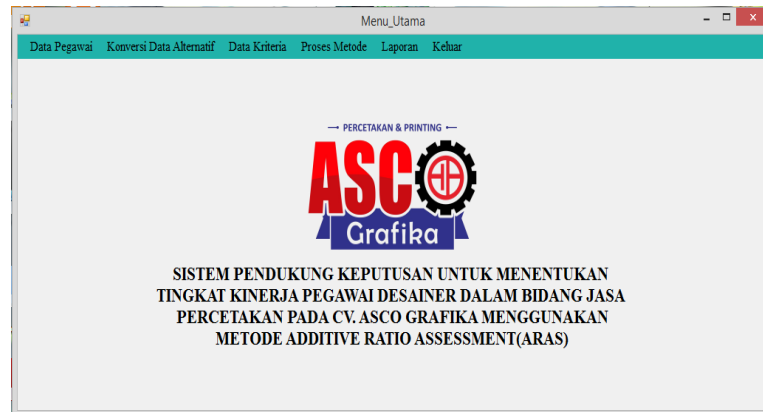 Menu_Utama
Data Pegawai Konversi Data Alternatif Data Kriteria Proses Metode Laporan Keluar
PERCETAKAN & PRINTING
ASCO
Grafika
SISTEM PENDUKUNG KEPUTUSAN UNTUK MENENTUKAN
TINGKAT KINERJA PEGAWAI DESAINER DALAM BIDANG JASA
PERCETAKAN PADA CV. ASCO GRAFIKA MENGGUNAKAN
METODE ADDITIVE RATIO ASSESSMENT(ARAS)